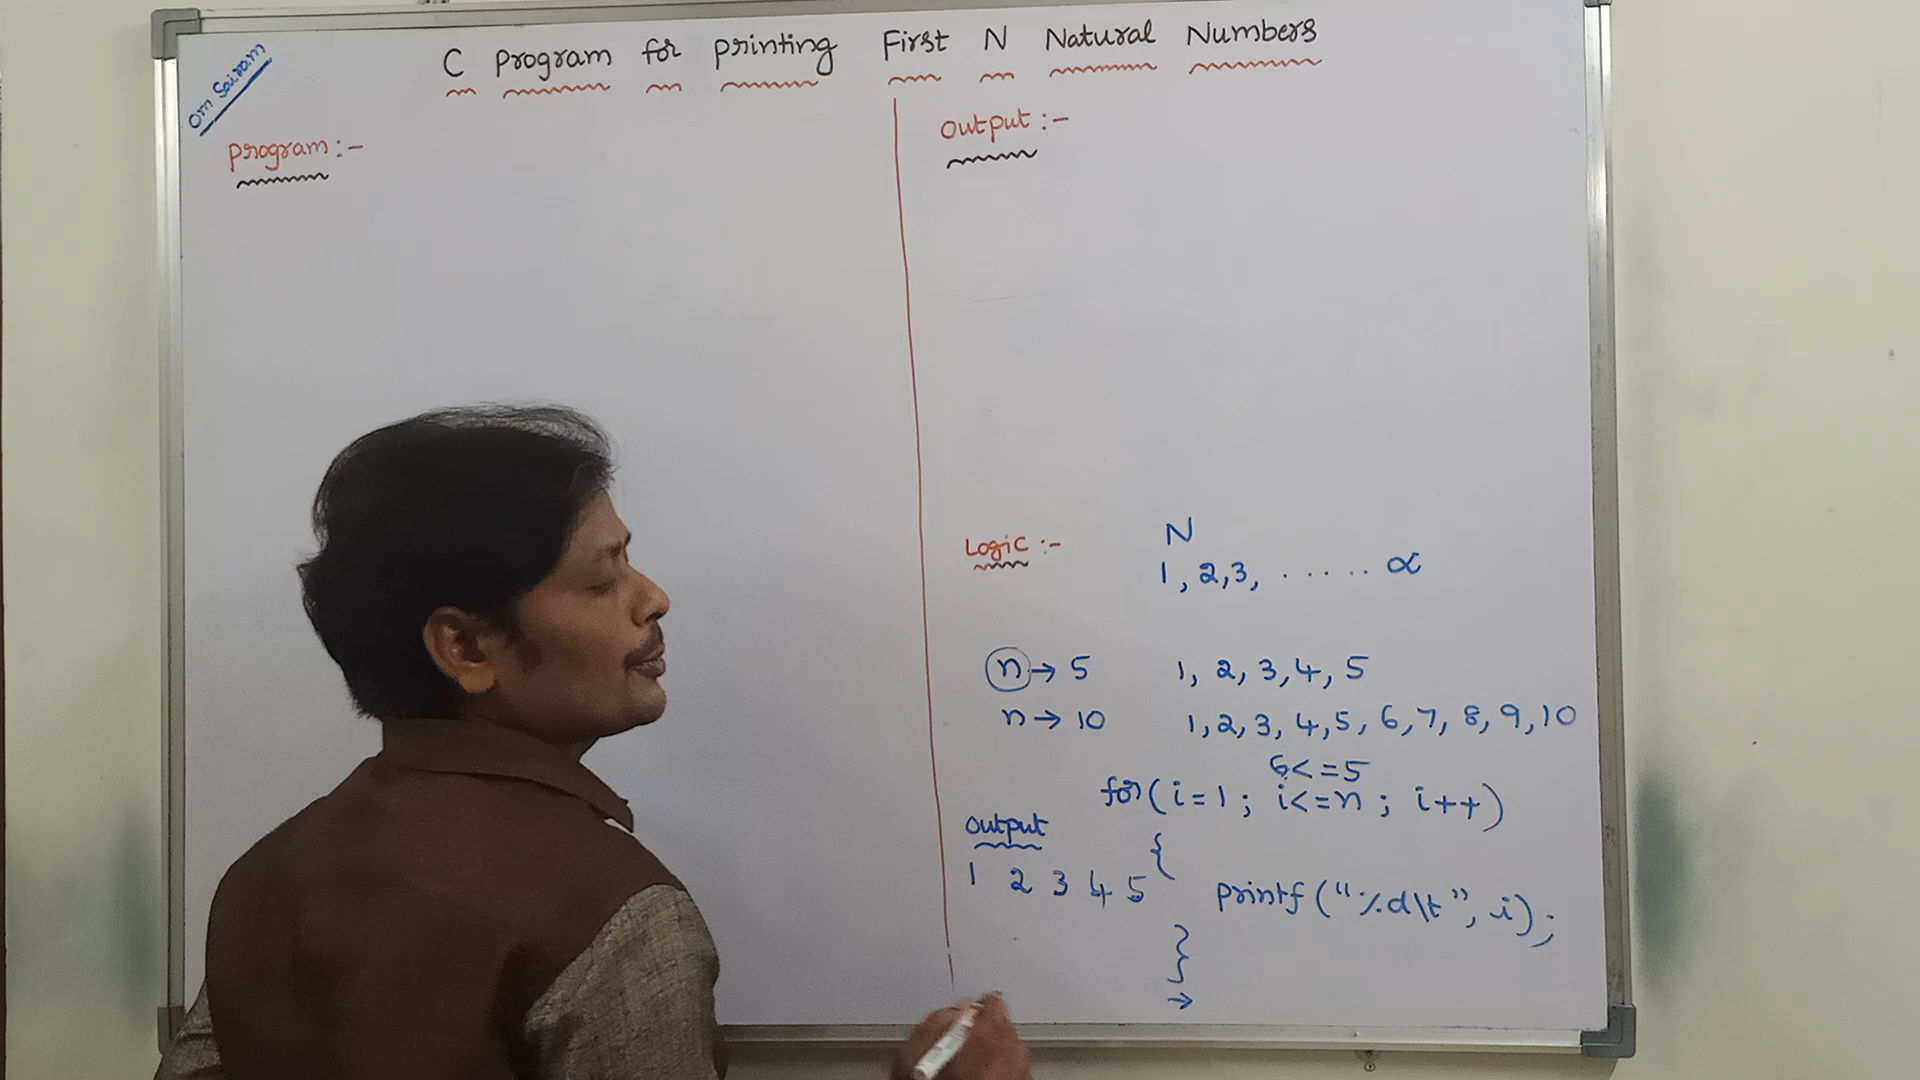 Om Sairam
C Program for printing First N Natural Numbers
Program :-
Output :-
Logic :-
N
1, 2, 3, ...... ∝
n → 5 1, 2, 3, 4, 5
n → 10 1, 2, 3, 4, 5, 6, 7, 8, 9, 10
6<=5
for(i=1; i<=n; i++)
{
printf("%d\t", i);
}
→
Output
1 2 3 4 5